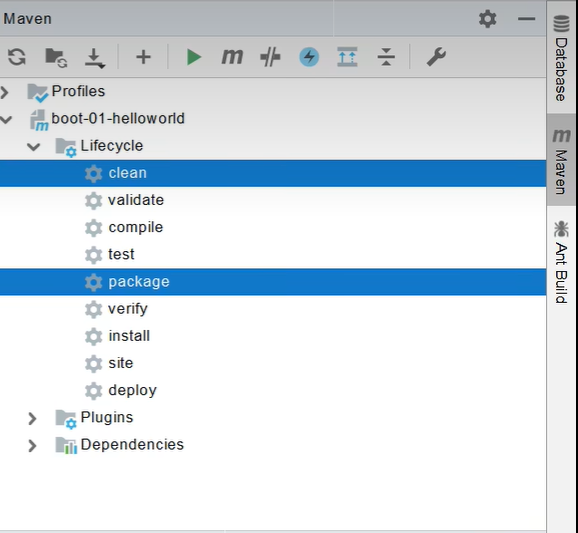 Maven
Profiles
boot-01-helloworld
Lifecycle
clean
validate
compile
test
package
verify
install
site
deploy
Plugins
Dependencies
Database
m
Maven
Ant Build